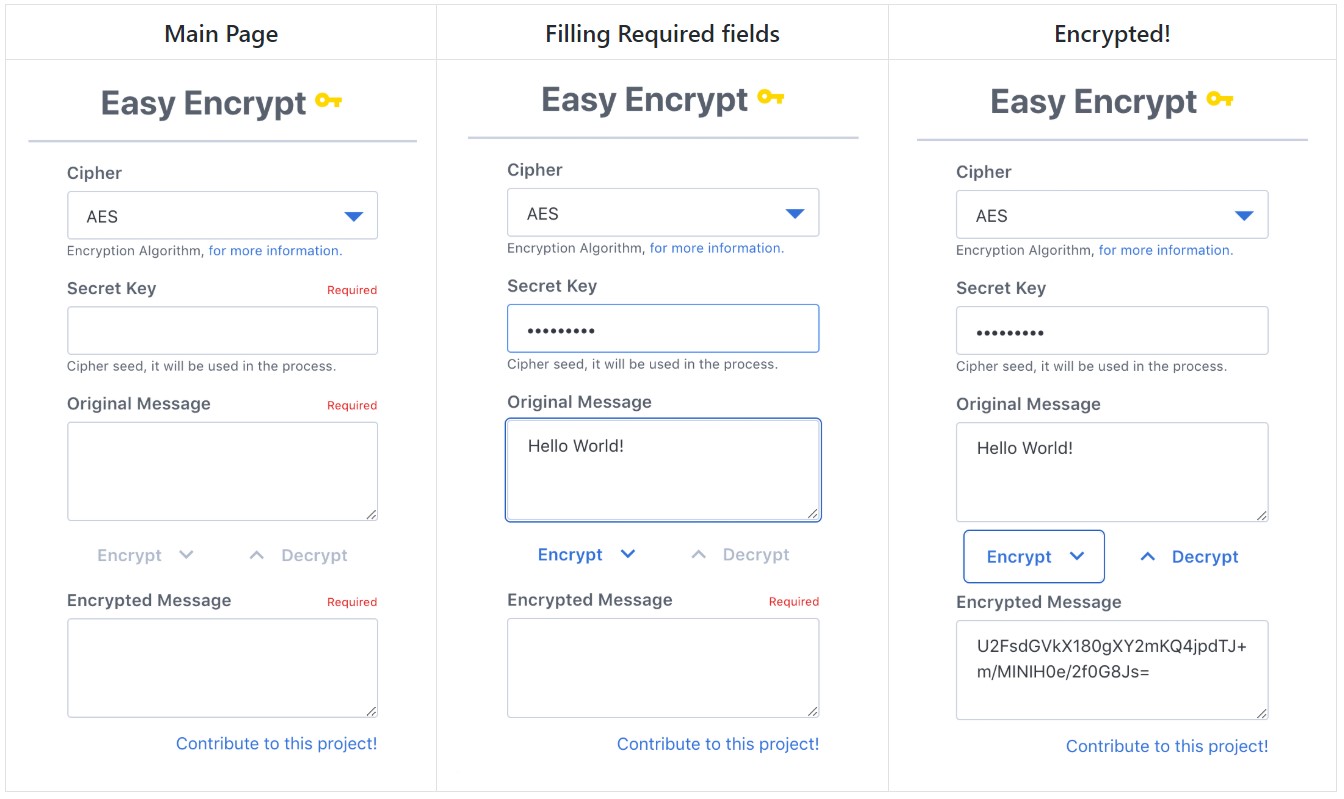 Main Page
Easy Encrypt
Cipher
AES
Encryption Algorithm, for more information.
Secret Key Required
Cipher seed, it will be used in the process.
Original Message Required
Encrypt Decrypt
Encrypted Message Required
Contribute to this project!
Filling Required fields
Easy Encrypt
Cipher
AES
Encryption Algorithm, for more information.
Secret Key
•••••••••
Cipher seed, it will be used in the process.
Original Message
Hello World!
Encrypt Decrypt
Encrypted Message Required
Contribute to this project!
Encrypted!
Easy Encrypt
Cipher
AES
Encryption Algorithm, for more information.
Secret Key
•••••••••
Cipher seed, it will be used in the process.
Original Message
Hello World!
Encrypt Decrypt
Encrypted Message
U2FsdGVkX180gXY2mKQ4jpdTJ+
m/MINIH0e/2f0G8Js=
Contribute to this project!